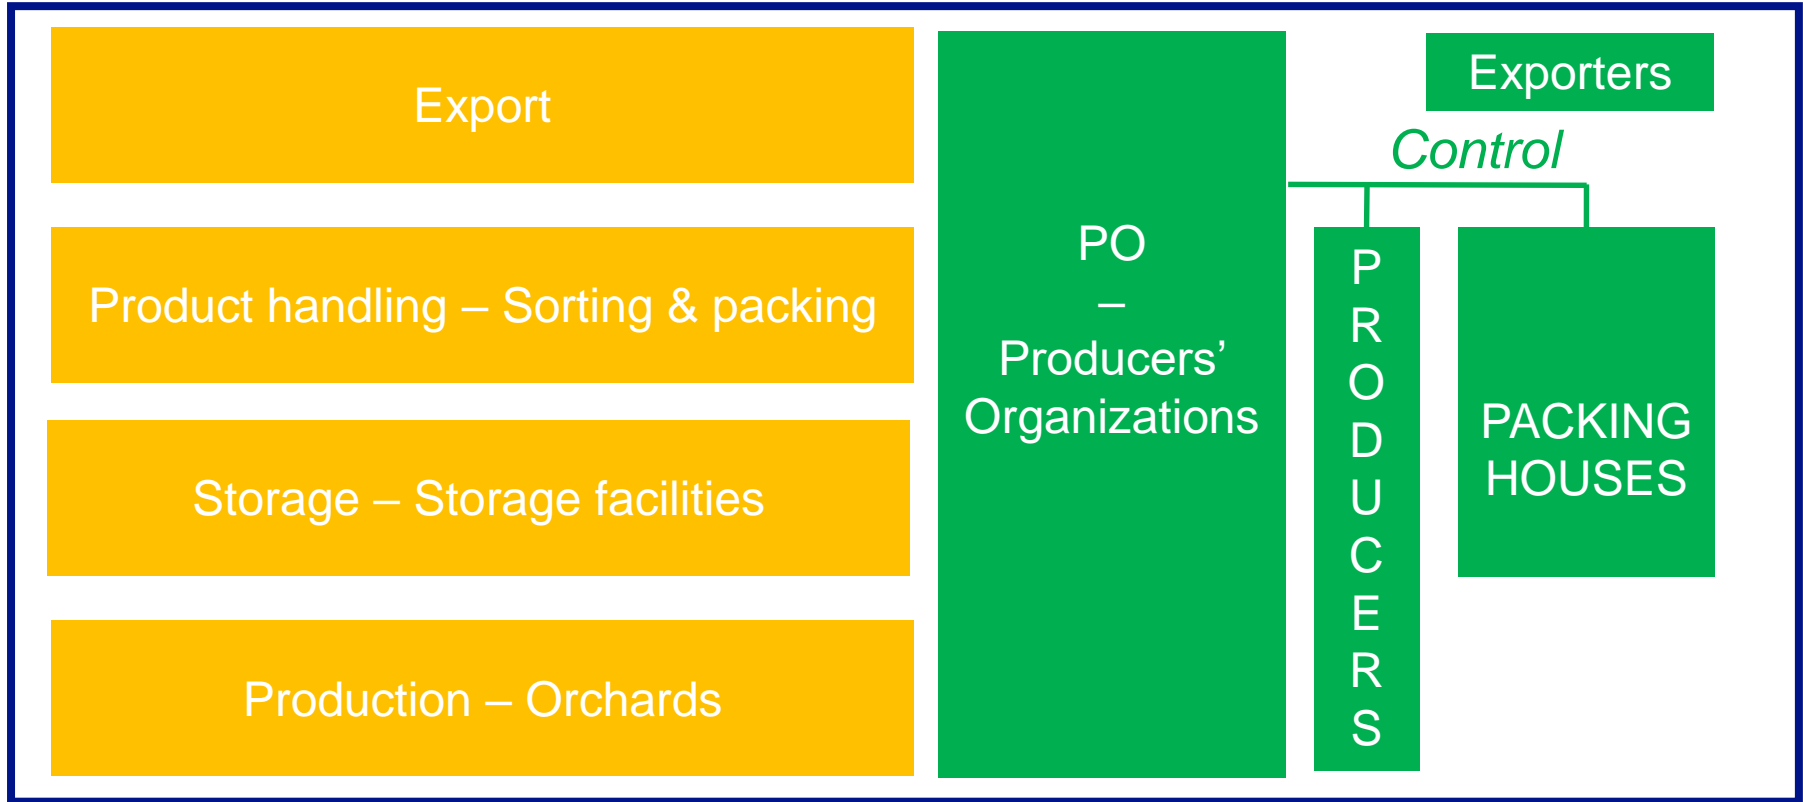 Export
Product handling – Sorting & packing
Storage – Storage facilities
Production – Orchards
PO
–
Producers’
Organizations
Exporters
Control
P
R
O
D
U
C
E
R
S
PACKING
HOUSES